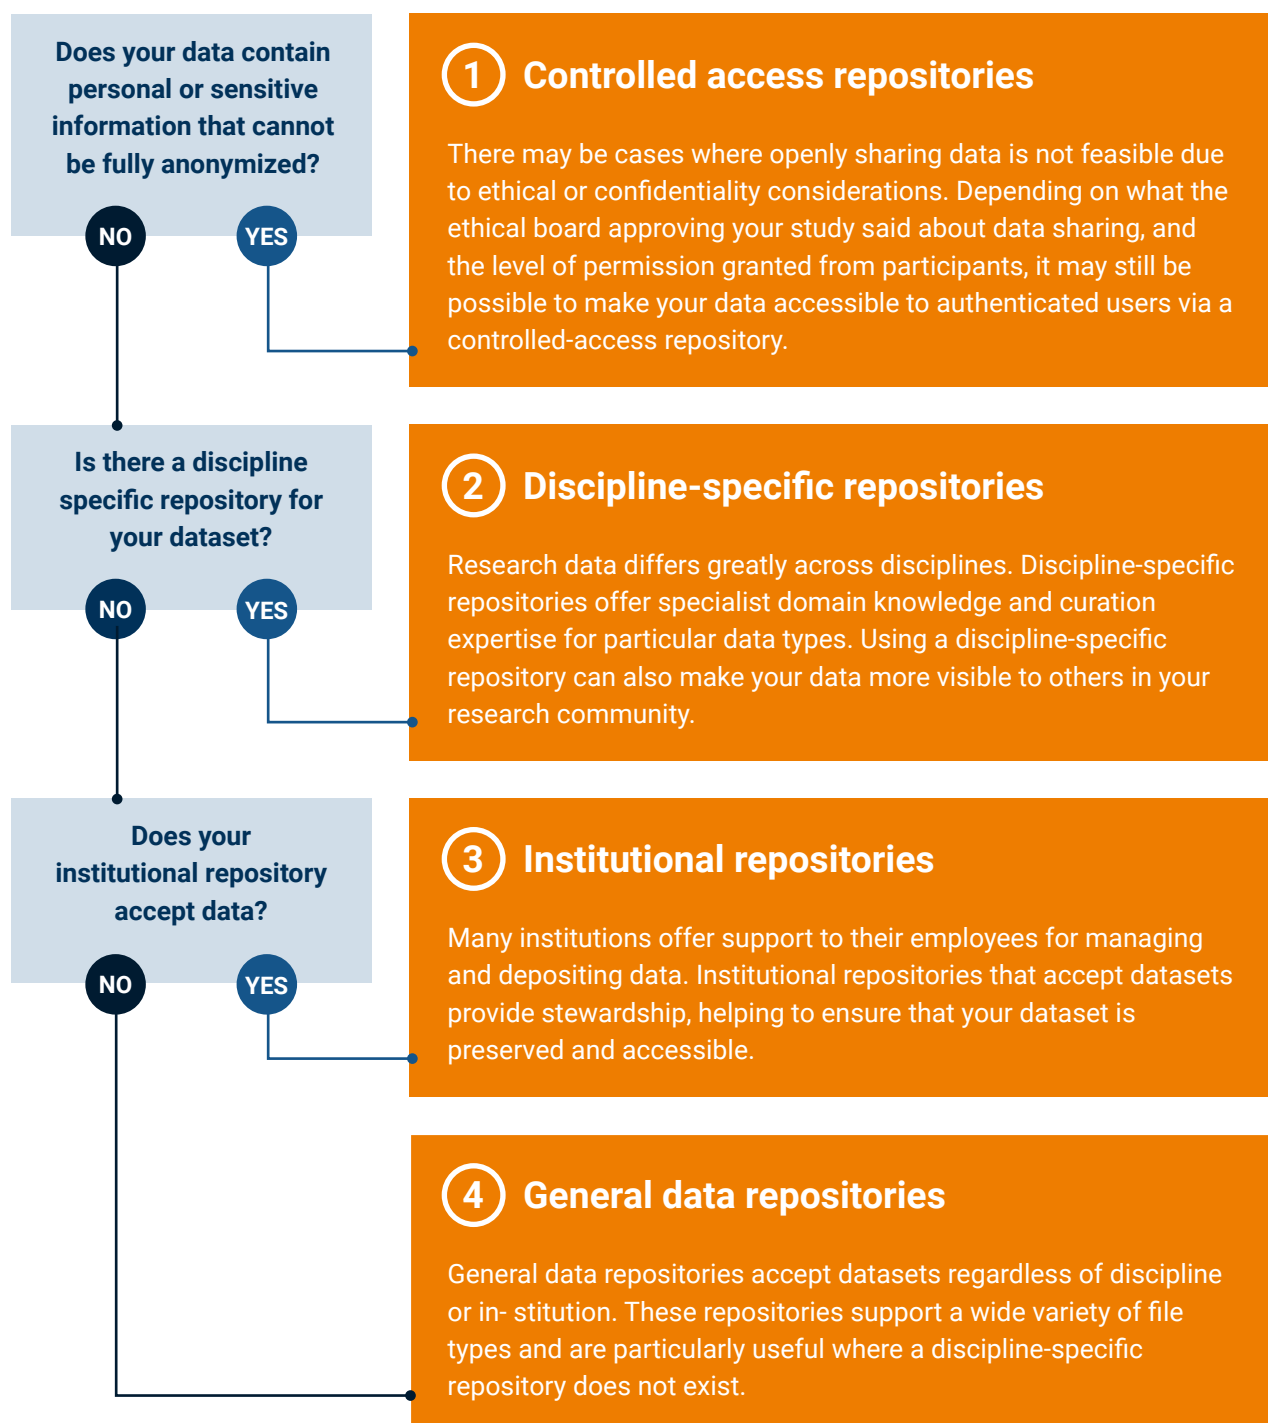 Does your data contain
personal or sensitive
information that cannot
be fully anonymized?
NO
YES
1 Controlled access repositories
There may be cases where openly sharing data is not feasible due
to ethical or confidentiality considerations. Depending on what the
ethical board approving your study said about data sharing, and
the level of permission granted from participants, it may still be
possible to make your data accessible to authenticated users via a
controlled-access repository.
Is there a discipline
specific repository for
your dataset?
NO
YES
2 Discipline-specific repositories
Research data differs greatly across disciplines. Discipline-specific
repositories offer specialist domain knowledge and curation
expertise for particular data types. Using a discipline-specific
repository can also make your data more visible to others in your
research community.
Does your
institutional repository
accept data?
NO
YES
3 Institutional repositories
Many institutions offer support to their employees for managing
and depositing data. Institutional repositories that accept datasets
provide stewardship, helping to ensure that your dataset is
preserved and accessible.
4 General data repositories
General data repositories accept datasets regardless of discipline
or in- stitution. These repositories support a wide variety of file
types and are particularly useful where a discipline-specific
repository does not exist.